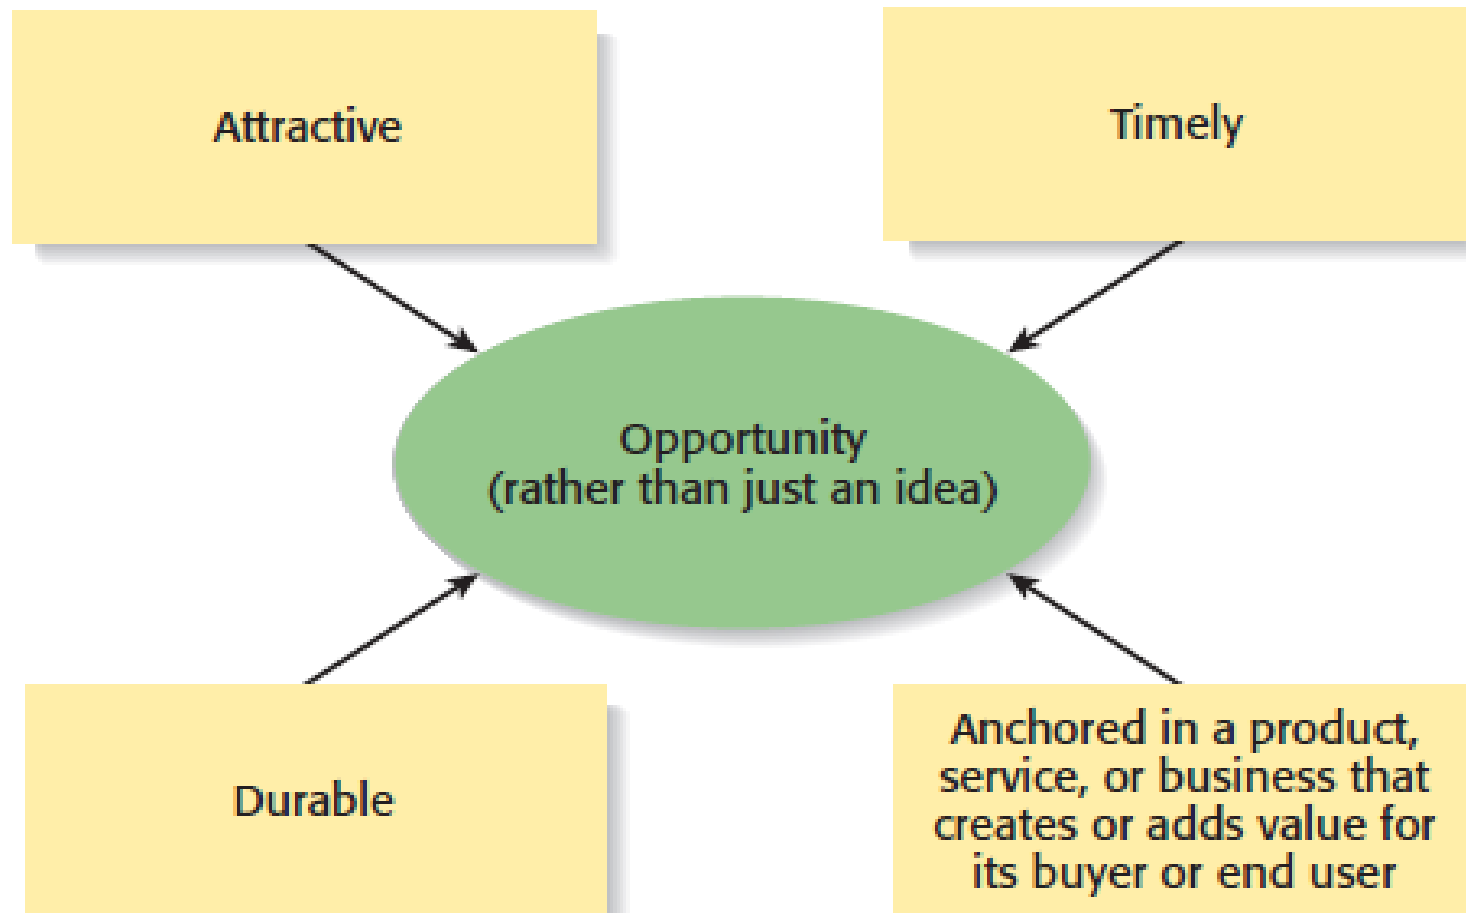 Attractive
Timely
Opportunity
(rather than just an idea)
Durable
Anchored in a product,
service, or business that
creates or adds value for
its buyer or end user